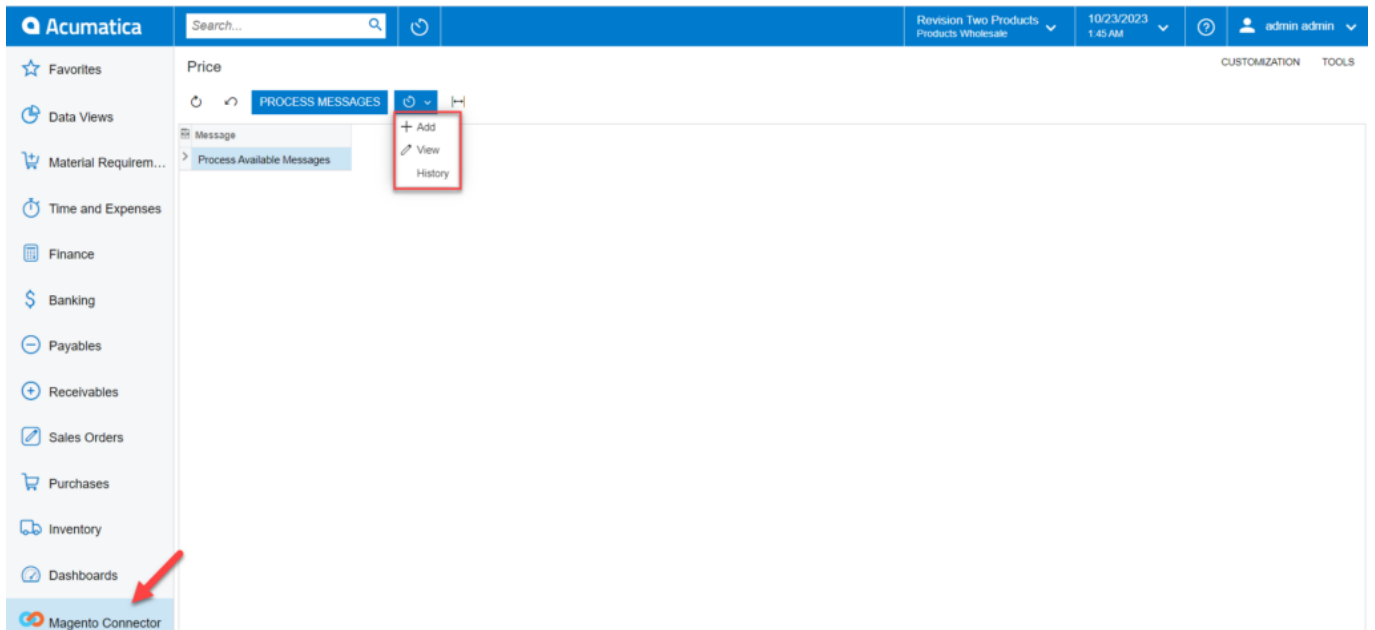 Acumatica
Search...
Revision Two Products
Products Wholesale
10/23/2023
1:45 AM
admin admin
Favorites
Data Views
Material Requirem...
Time and Expenses
Finance
Banking
Payables
Receivables
Sales Orders
Purchases
Inventory
Dashboards
Magento Connector
Price
CUSTOMIZATION TOOLS
PROCESS MESSAGES
Message
Process Available Messages
Add
View
History